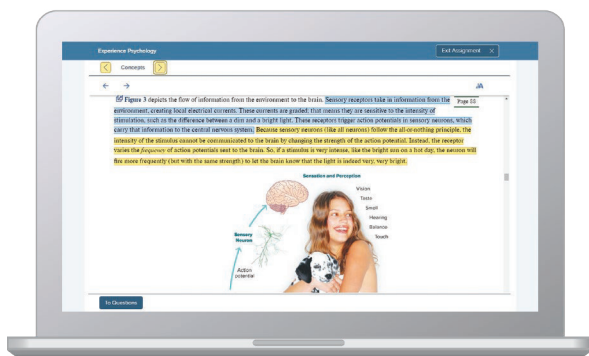 Experience Psychology
Exit Assignment X
Concepts
Figure 3 depicts the flow of information from the environment to the brain. Sensory receptors take in information from the
Page 88
environment, creating local electrical currents. These currents are graded; that means they are sensitive to the intensity of
stimulation, such as the difference between a dim and a bright light. These receptors trigger action potentials in sensory neurons, which
carry that information to the central nervous system. Because sensory neurons (like all neurons) follow the all-or-nothing principle, the
intensity of the stimulus cannot be communicated to the brain by changing the strength of the action potential. Instead, the receptor
varies the frequency of action potentials sent to the brain. So, if a stimulus is very intense, like the bright sun on a hot day, the neuron will
fire more frequently (but with the same strength) to let the brain know that the light is indeed very, very bright.
Sensation and Perception
Vision
Taste
Smell
Hearing
Balance
Touch
Sensory
Neuron
Action
potential
To Questions